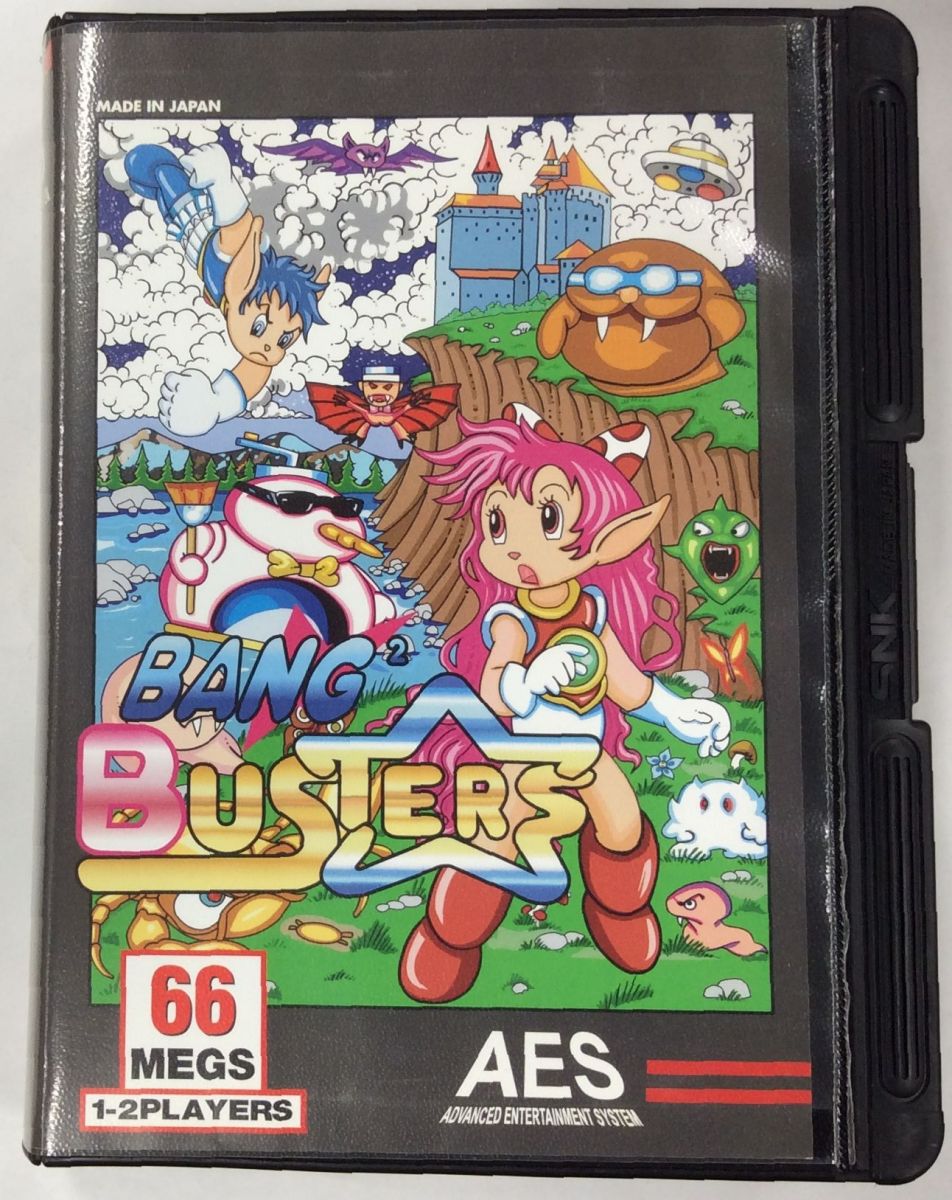 MADE IN JAPAN
BANG²
BUSTERS
66
MEGS
1-2PLAYERS
AES
ADVANCED ENTERTAINMENT SYSTEM
SNK